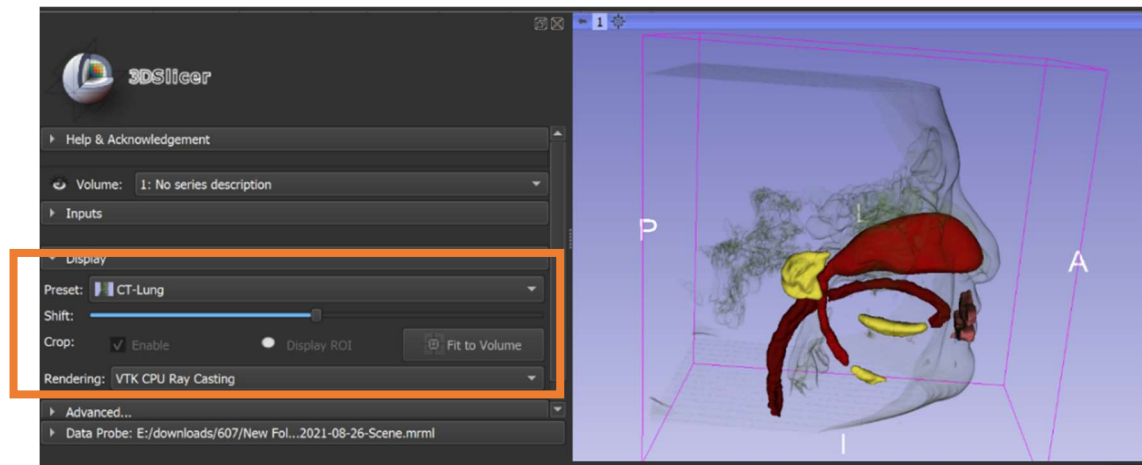 3DSlicer
1
Help & Acknowledgement
Volume: 1: No series description
Inputs
Display
Preset: CT-Lung
Shift:
Crop: Enable Display ROI Fit to Volume
Rendering: VTK CPU Ray Casting
Advanced...
Data Probe: E:/downloads/607/New Fol...2021-08-26-Scene.mrml
L
P
A
I